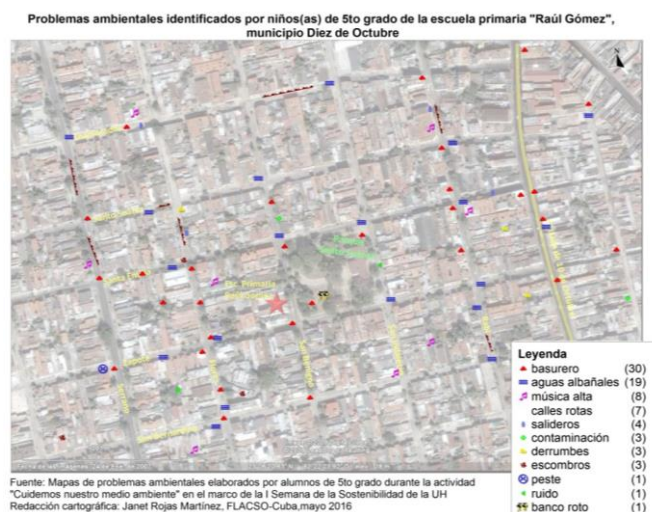 Problemas ambientales identificados por niños(as) de 5to grado de la escuela primaria "Raúl Gómez",
municipio Diez de Octubre
N
Esc. Primaria
Leyenda
basurero (30)
aguas albañales (19)
música alta (8)
calles rotas (7)
salideros (4)
contaminación (3)
derrumbes (3)
escombros (3)
peste (1)
ruido (1)
banco roto (1)
Fuente: Mapas de problemas ambientales elaborados por alumnos de 5to grado durante la actividad
"Cuidemos nuestro medio ambiente" en el marco de la I Semana de la Sostenibilidad de la UH
Redacción cartográfica: Janet Rojas Martínez, FLACSO-Cuba,mayo 2016